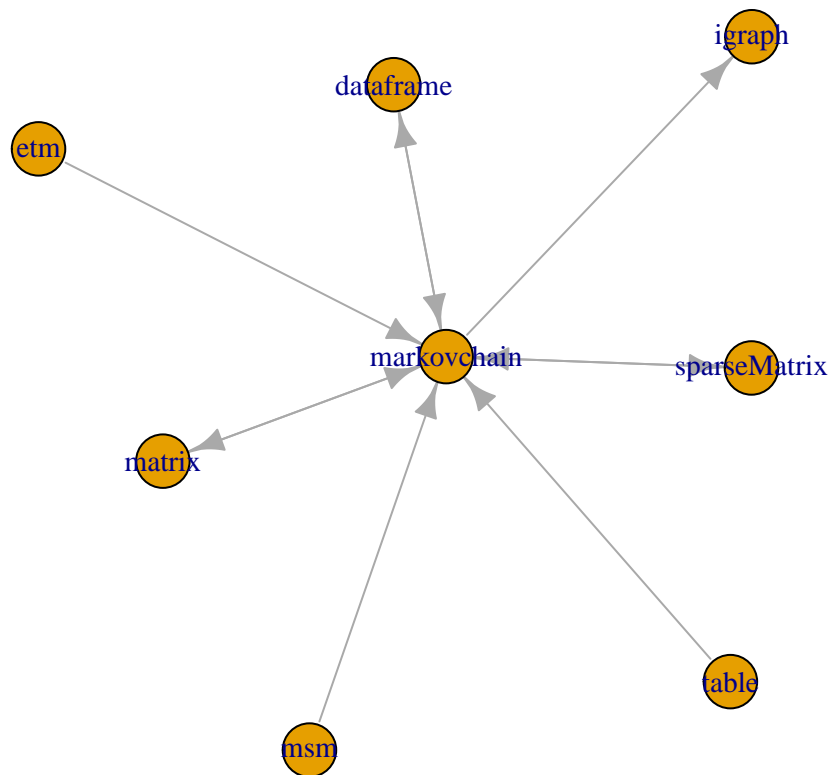 igraph
dataframe
etm
markovchain
sparseMatrix
matrix
table
msm